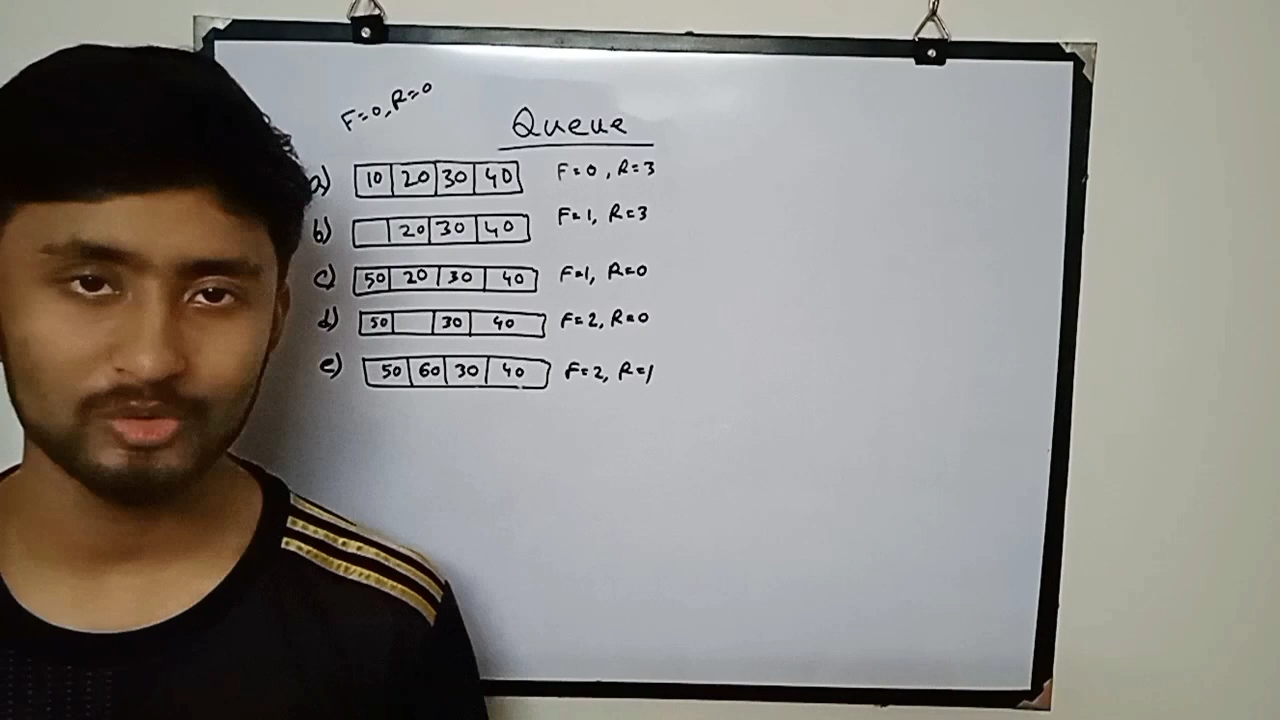 F=0, R=0
Queue
a) 10 20 30 40 F=0, R=3
b) 20 30 40 F=1, R=3
c) 50 20 30 40 F=1, R=0
d) 50 30 40 F=2, R=0
e) 50 60 30 40 F=2, R=1